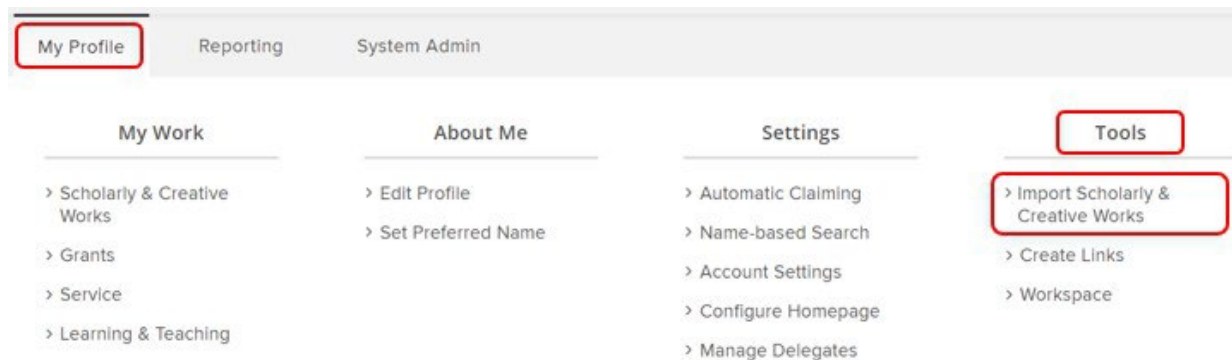 My Profile Reporting System Admin
My Work
> Scholarly & Creative
Works
> Grants
> Service
> Learning & Teaching
About Me
> Edit Profile
> Set Preferred Name
Settings
> Automatic Claiming
> Name-based Search
> Account Settings
> Configure Homepage
> Manage Delegates
Tools
> Import Scholarly &
Creative Works
> Create Links
> Workspace